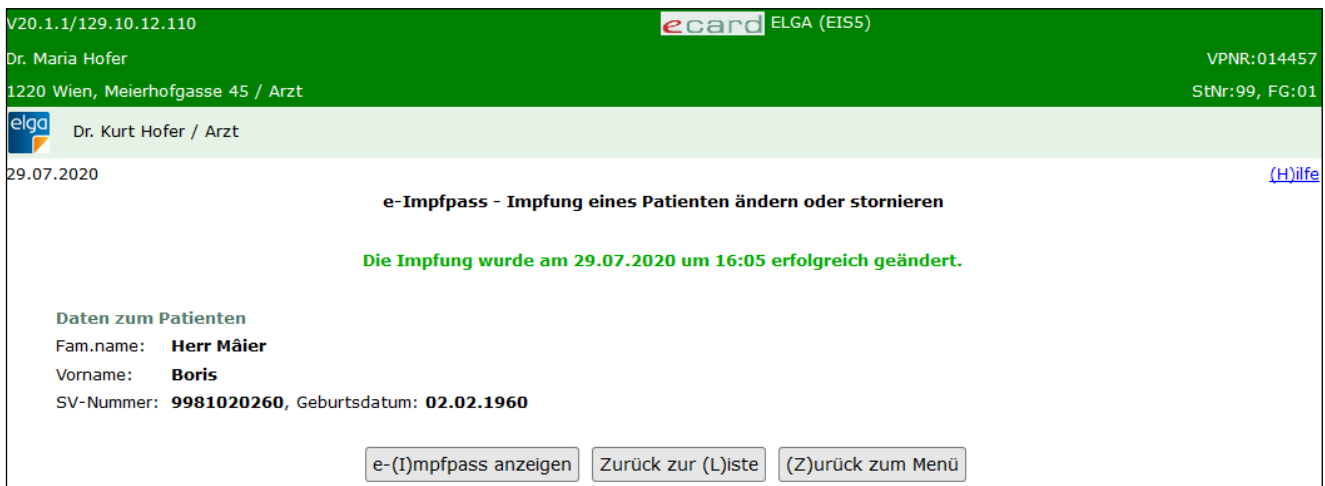 V20.1.1/129.10.12.110 ecard ELGA (EIS5)
Dr. Maria Hofer VPNR:014457
1220 Wien, Meierhofgasse 45 / Arzt StNr:99, FG:01
elga Dr. Kurt Hofer / Arzt
29.07.2020 (H)ilfe
e-Impfpass - Impfung eines Patienten ändern oder stornieren
Die Impfung wurde am 29.07.2020 um 16:05 erfolgreich geändert.
Daten zum Patienten
Fam.name: Herr Mâier
Vorname: Boris
SV-Nummer: 9981020260, Geburtsdatum: 02.02.1960
e-(I)mpfpass anzeigen Zurück zur (L)iste (Z)urück zum Menü